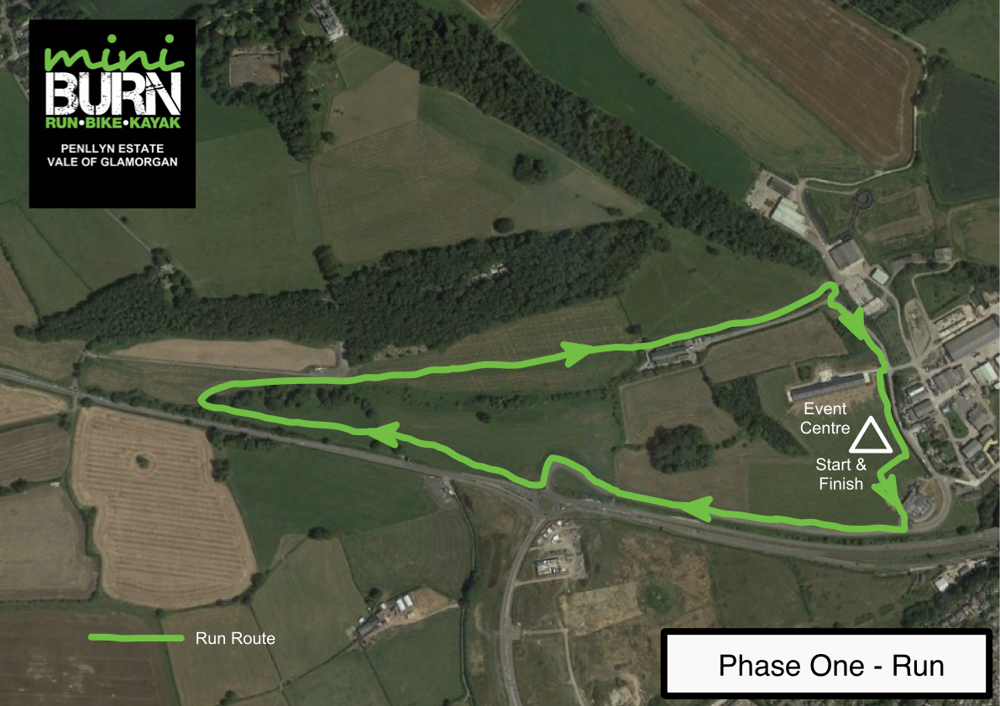 mini
BURN
RUN•BIKE•KAYAK
PENLLYN ESTATE
VALE OF GLAMORGAN
Event
Centre
Start &
Finish
Run Route
Phase One - Run